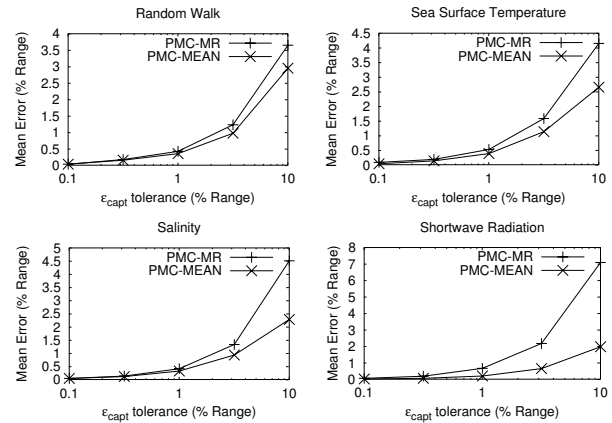 Random Walk
Mean Error (% Range)
4
3.5
3
2.5
2
1.5
1
0.5
0
PMC-MR
PMC-MEAN
0.1
1
10
εcapt tolerance (% Range)
Sea Surface Temperature
Mean Error (% Range)
4.5
4
3.5
3
2.5
2
1.5
1
0.5
0
PMC-MR
PMC-MEAN
0.1
1
10
εcapt tolerance (% Range)
Salinity
Mean Error (% Range)
5
4.5
4
3.5
3
2.5
2
1.5
1
0.5
0
PMC-MR
PMC-MEAN
0.1
1
10
εcapt tolerance (% Range)
Shortwave Radiation
Mean Error (% Range)
8
7
6
5
4
3
2
1
0
PMC-MR
PMC-MEAN
0.1
1
10
εcapt tolerance (% Range)